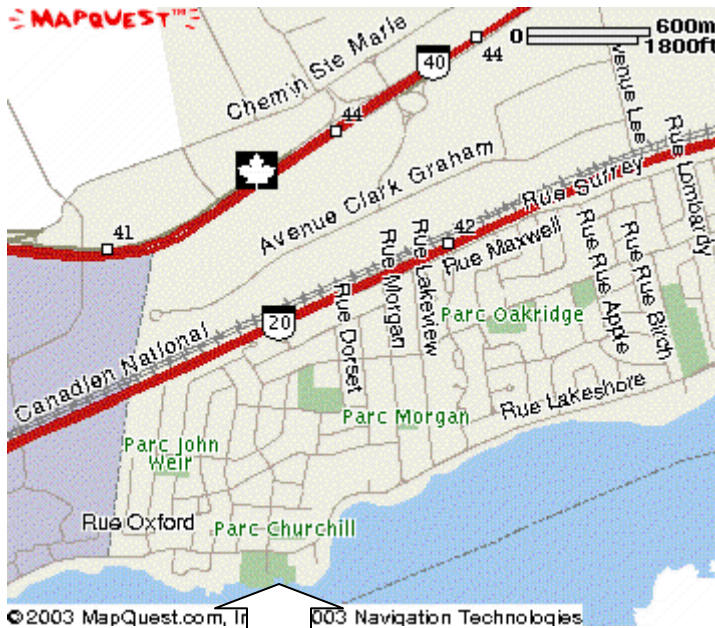 MAPQUEST™
0 600m
1800ft
44
40
Chemin Ste Marie
44
venue Lee
Rue Lombardy
Avenue Clark Graham
Rue Surrey
41
42
Rue Maxwell
Rue Morgan
Rue Lakeview
Rue Dorset
Parc Oakridge
Rue Apple
Rue
Rue Birch
Rue
20
Canadien National
Rue Lakeshore
Parc Morgan
Parc John
Weir
Rue Oxford
Parc Churchill
©2003 MapQuest.com, In
003 Navigation Technologies